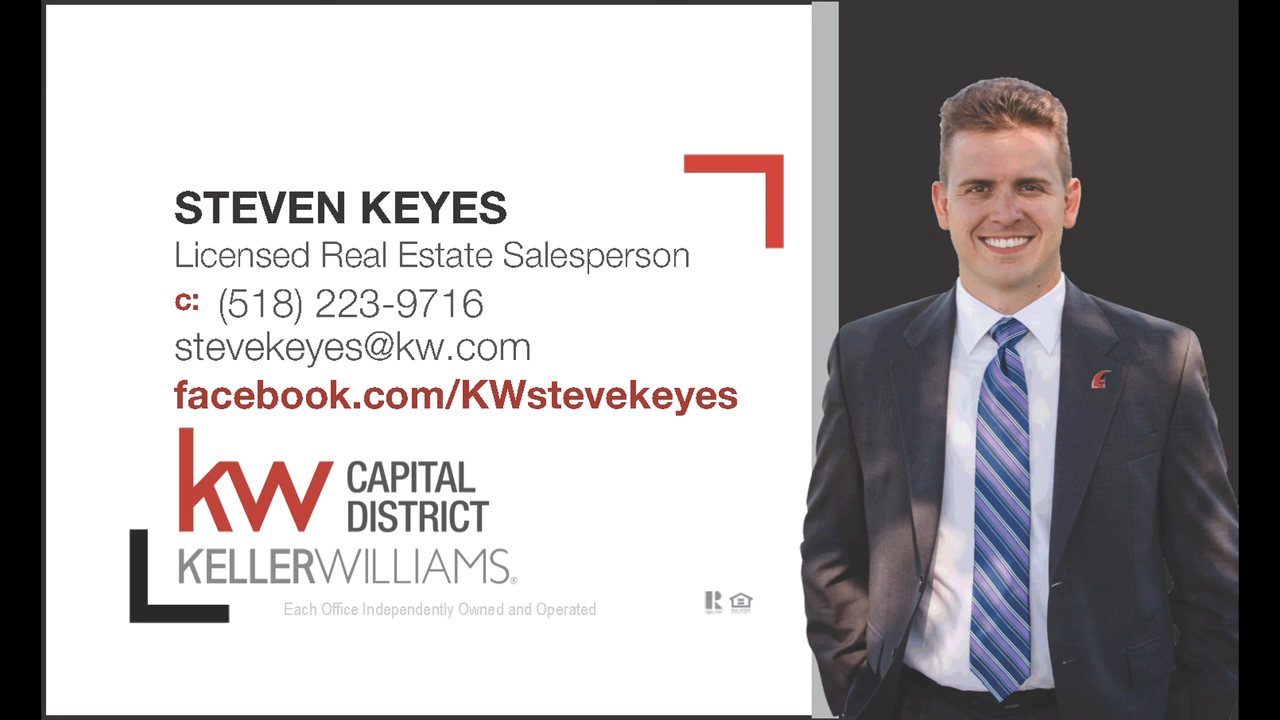 STEVEN KEYES
Licensed Real Estate Salesperson
c: (518) 223-9716
stevekeyes@kw.com
facebook.com/KWstevekeyes
kw CAPITAL
DISTRICT
KELLERWILLIAMS®
Each Office Independently Owned and Operated